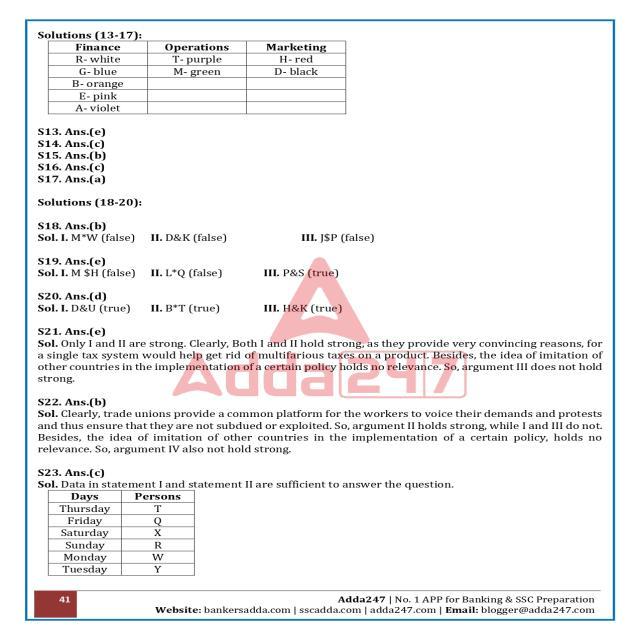 Solutions (13-17):
Finance Operations Marketing
R- white T- purple H- red
G- blue M- green D- black
B- orange
E- pink
A- violet
S13. Ans.(e)
S14. Ans.(c)
S15. Ans.(b)
S16. Ans.(c)
S17. Ans.(a)
Solutions (18-20):
S18. Ans.(b)
Sol. I. M*W (false) II. D&K (false) III. J$P (false)
S19. Ans.(e)
Sol. I. M $H (false) II. L*Q (false) III. P&S (true)
S20. Ans.(d)
Sol. I. D&U (true) II. B*T (true) III. H&K (true)
S21. Ans.(e)
Sol. Only I and II are strong. Clearly, Both I and II hold strong, as they provide very convincing reasons, for
a single tax system would help get rid of multifarious taxes on a product. Besides, the idea of imitation of
other countries in the implementation of a certain policy holds no relevance. So, argument III does not hold
strong.
Adda247
S22. Ans.(b)
Sol. Clearly, trade unions provide a common platform for the workers to voice their demands and protests
and thus ensure that they are not subdued or exploited. So, argument II holds strong, while I and III do not.
Besides, the idea of imitation of other countries in the implementation of a certain policy, holds no
relevance. So, argument IV also not hold strong.
S23. Ans.(c)
Sol. Data in statement I and statement II are sufficient to answer the question.
Days Persons
Thursday T
Friday Q
Saturday X
Sunday R
Monday W
Tuesday Y
41 Adda247 | No. 1 APP for Banking & SSC Preparation
Website: bankersadda.com | sscadda.com | adda247.com | Email: blogger@adda247.com